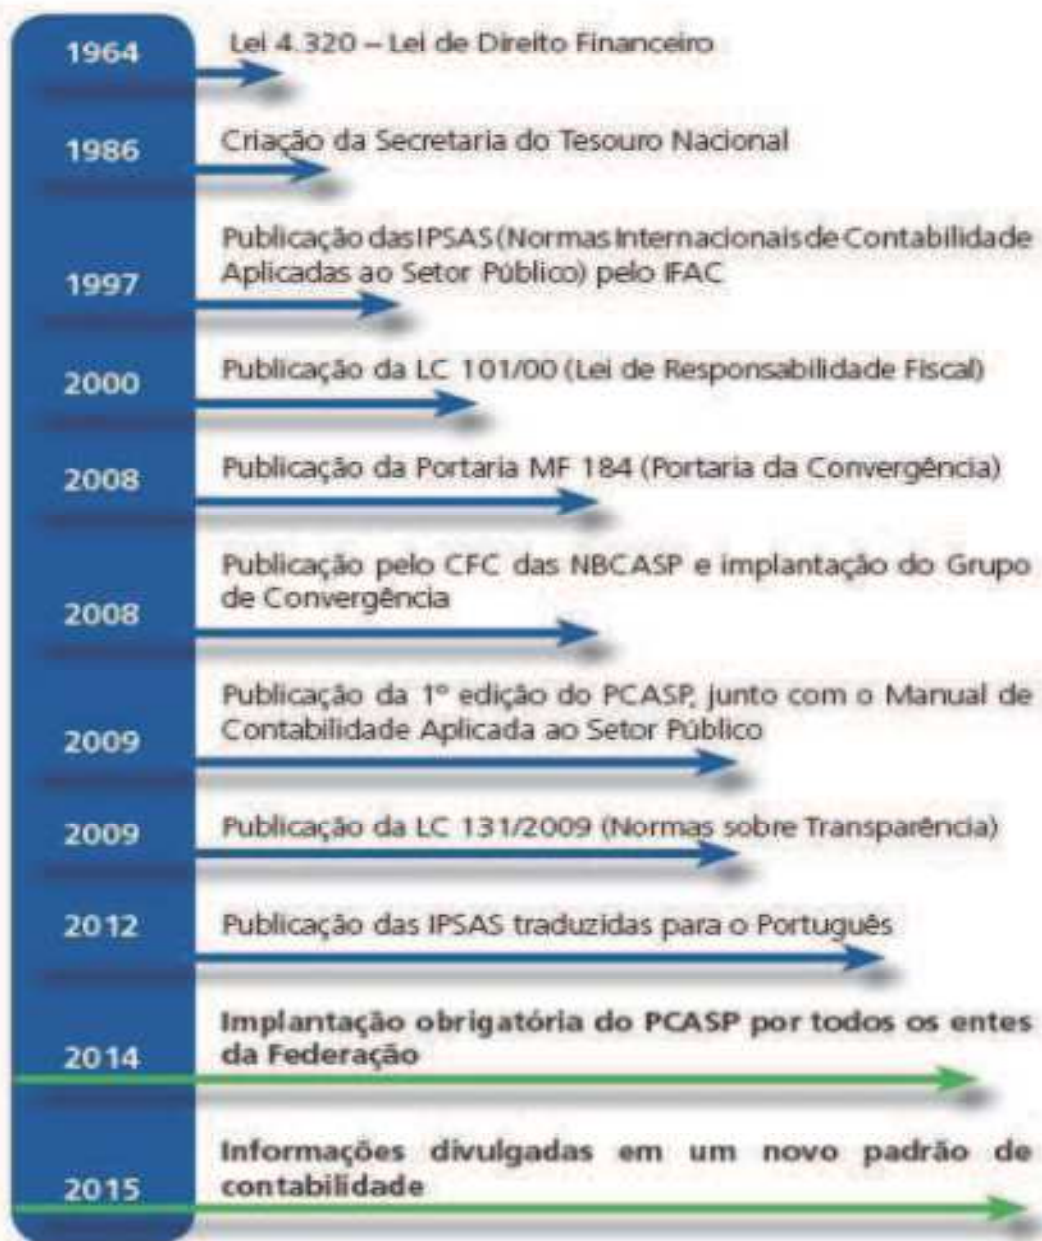 1964
Lei 4.320 – Lei de Direito Financeiro
1986
Criação da Secretaria do Tesouro Nacional
1997
Publicação das IPSAS (Normas Internacionais de Contabilidade
Aplicadas ao Setor Público) pelo IFAC
2000
Publicação da LC 101/00 (Lei de Responsabilidade Fiscal)
2008
Publicação da Portaria MF 184 (Portaria da Convergência)
2008
Publicação pelo CFC das NBCASP e implantação do Grupo
de Convergência
2009
Publicação da 1º edição do PCASP, junto com o Manual de
Contabilidade Aplicada ao Setor Público
2009
Publicação da LC 131/2009 (Normas sobre Transparência)
2012
Publicação das IPSAS traduzidas para o Português
2014
Implantação obrigatória do PCASP por todos os entes
da Federação
2015
Informações divulgadas em um novo padrão de
contabilidade